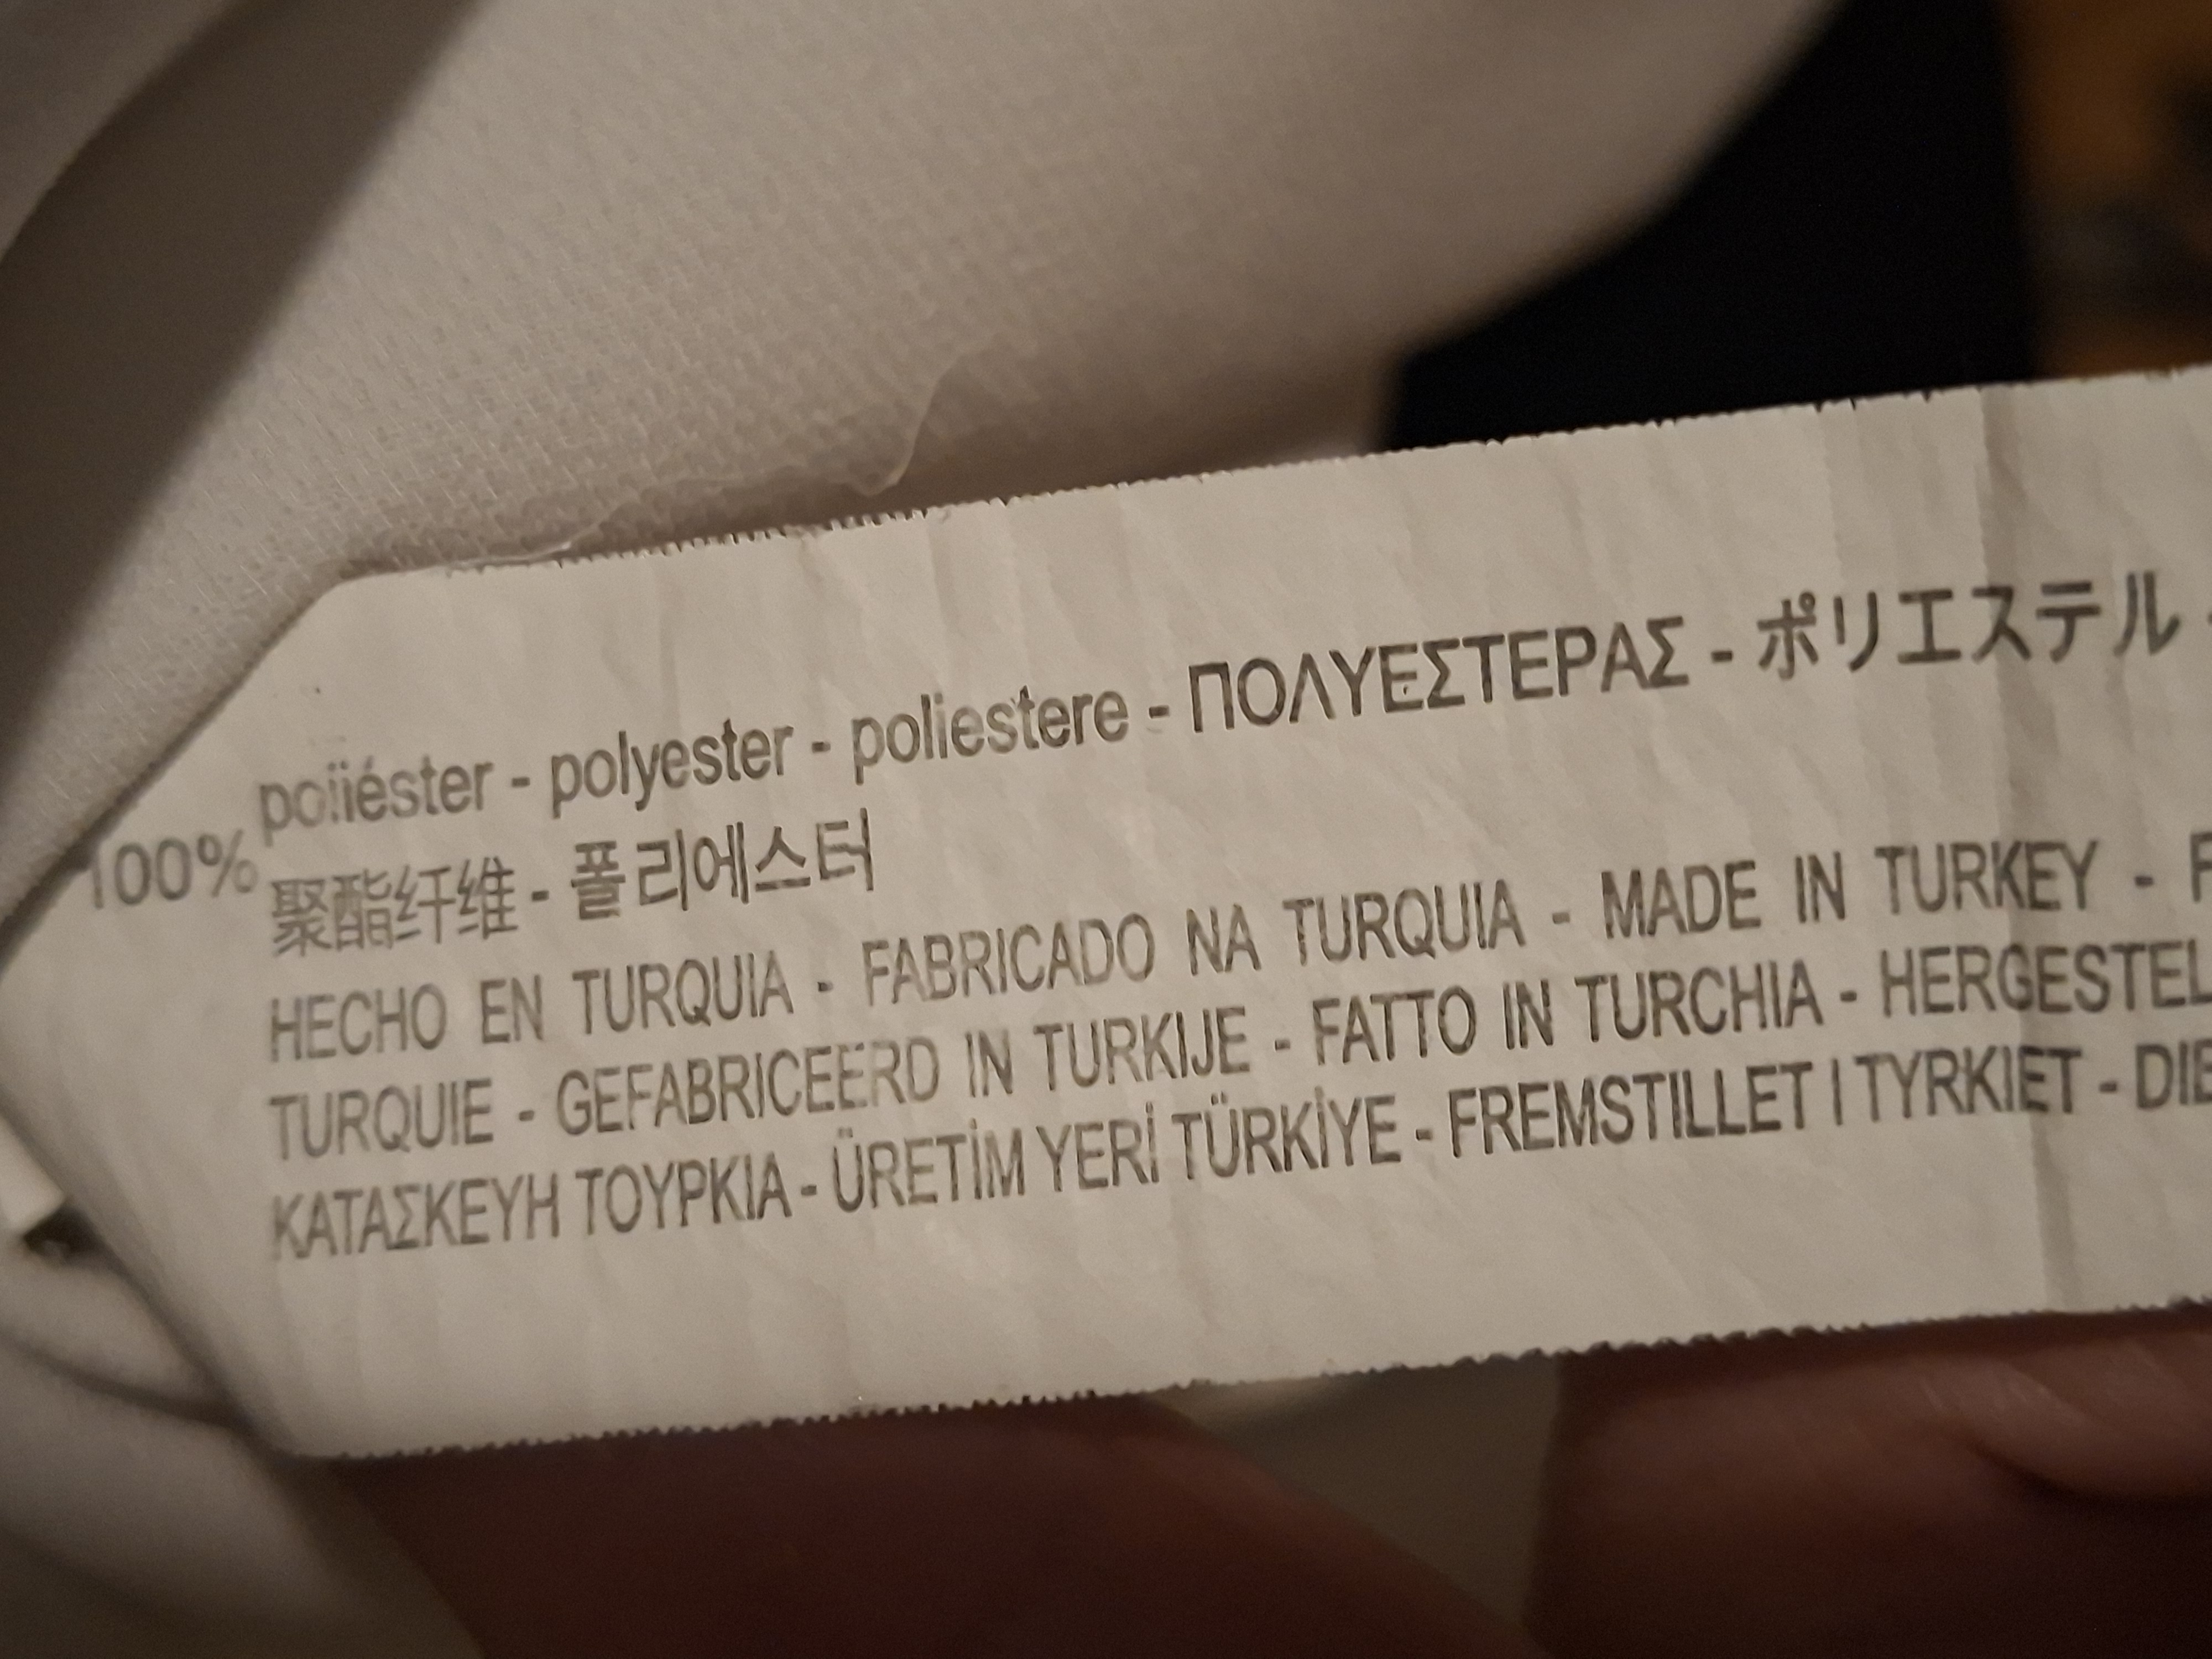 poliéster - polyester - poliestere - ΠΟΛΥΕΣΤΕΡΑΣ - ポリエステル -
100%
聚酯纤维 - 폴리에스터
HECHO EN TURQUIA - FABRICADO NA TURQUIA - MADE IN TURKEY -
TURQUIE - GEFABRICEERD IN TURKIJE - FATTO IN TURCHIA -
ΚΑΤΑΣΚΕΥΗ ΤΟΥΡΚΙΑ - ÜRETİM YERİ TÜRKİYE - FREMSTILLET I TYRKIET -